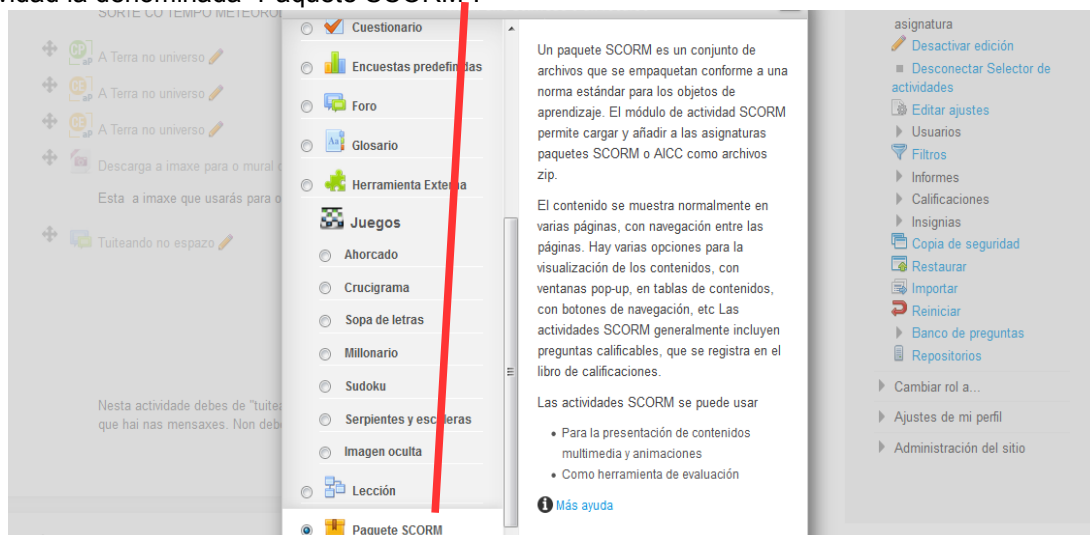 vidad la denominada "Paquete SCORM".
SORTE CO TEMPO METEOROL
A Terra no universo
A Terra no universo
A Terra no universo
Descarga a imaxe para o mural
Esta a imaxe que usarás para o
Tuiteando no espazo
Nesta actividade debes de "tuitea
que hai nas mensaxes. Non debe
Cuestionario
Encuestas predefinidas
Foro
Glosario
Herramienta Externa
Juegos
Ahorcado
Crucigrama
Sopa de letras
Millonario
Sudoku
Serpientes y escaleras
Imagen oculta
Lección
Paquete SCORM
Un paquete SCORM es un conjunto de
archivos que se empaquetan conforme a una
norma estándar para los objetos de
aprendizaje. El módulo de actividad SCORM
permite cargar y añadir a las asignaturas
paquetes SCORM o AICC como archivos
zip.
El contenido se muestra normalmente en
varias páginas, con navegación entre las
páginas. Hay varias opciones para la
visualización de los contenidos, con
ventanas pop-up, en tablas de contenidos,
con botones de navegación, etc Las
actividades SCORM generalmente incluyen
preguntas calificables, que se registra en el
libro de calificaciones.
Las actividades SCORM se puede usar
• Para la presentación de contenidos
multimedia y animaciones
• Como herramienta de evaluación
Más ayuda
asignatura
Desactivar edición
Desconectar Selector de
actividades
Editar ajustes
Usuarios
Filtros
Informes
Calificaciones
Insignias
Copia de seguridad
Restaurar
Importar
Reiniciar
Banco de preguntas
Repositorios
Cambiar rol a...
Ajustes de mi perfil
Administración del sitio